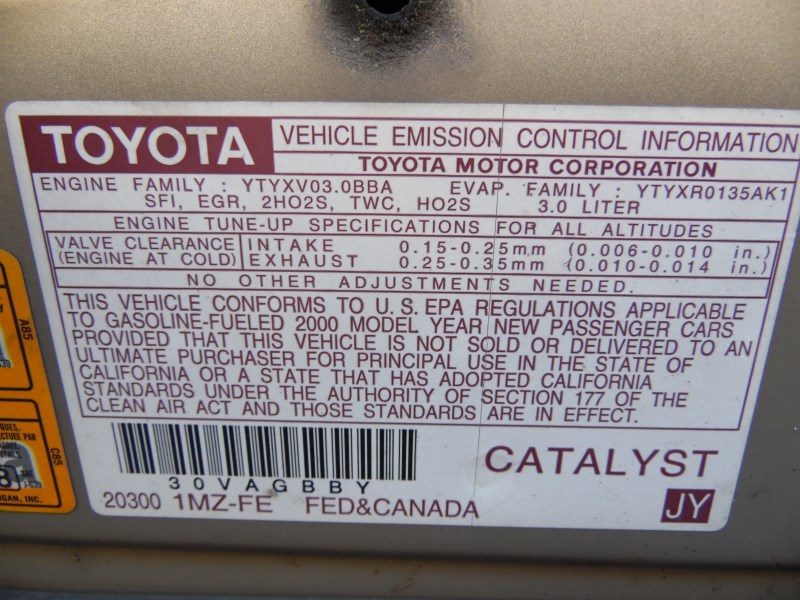 TOYOTA
VEHICLE EMISSION CONTROL INFORMATION
TOYOTA MOTOR CORPORATION
ENGINE FAMILY : YTYXV03.0BBA EVAP. FAMILY : YTYXR0135AK1
SFI, EGR, 2HO2S, TWC, HO2S 3.0 LITER
ENGINE TUNE-UP SPECIFICATIONS FOR ALL ALTITUDES
VALVE CLEARANCE INTAKE 0.15-0.25mm (0.006-0.010 in.)
(ENGINE AT COLD) EXHAUST 0.25-0.35mm (0.010-0.014 in.)
NO OTHER ADJUSTMENTS NEEDED.
THIS VEHICLE CONFORMS TO U.S. EPA REGULATIONS APPLICABLE
TO GASOLINE-FUELED 2000 MODEL YEAR NEW PASSENGER CARS
PROVIDED THAT THIS VEHICLE IS NOT SOLD OR DELIVERED TO AN
ULTIMATE PURCHASER FOR PRINCIPAL USE IN THE STATE OF
CALIFORNIA OR A STATE THAT HAS ADOPTED CALIFORNIA
STANDARDS UNDER THE AUTHORITY OF SECTION 177 OF THE
CLEAN AIR ACT AND THOSE STANDARDS ARE IN EFFECT.
30VAGBBY
CATALYST
20300 1MZ-FE FED&CANADA
JY
A85
C85